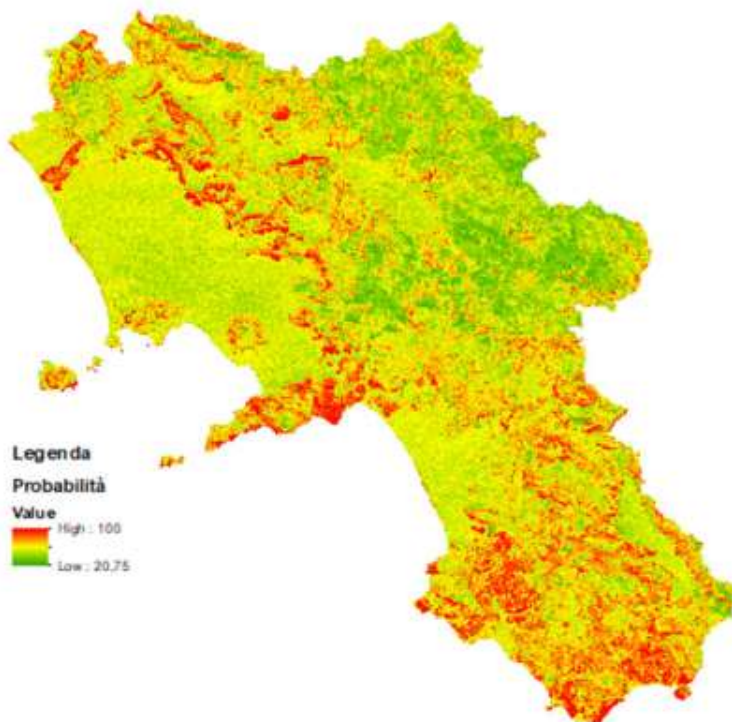 Legenda
Probabilità
Value
High : 100
Low : 20,75